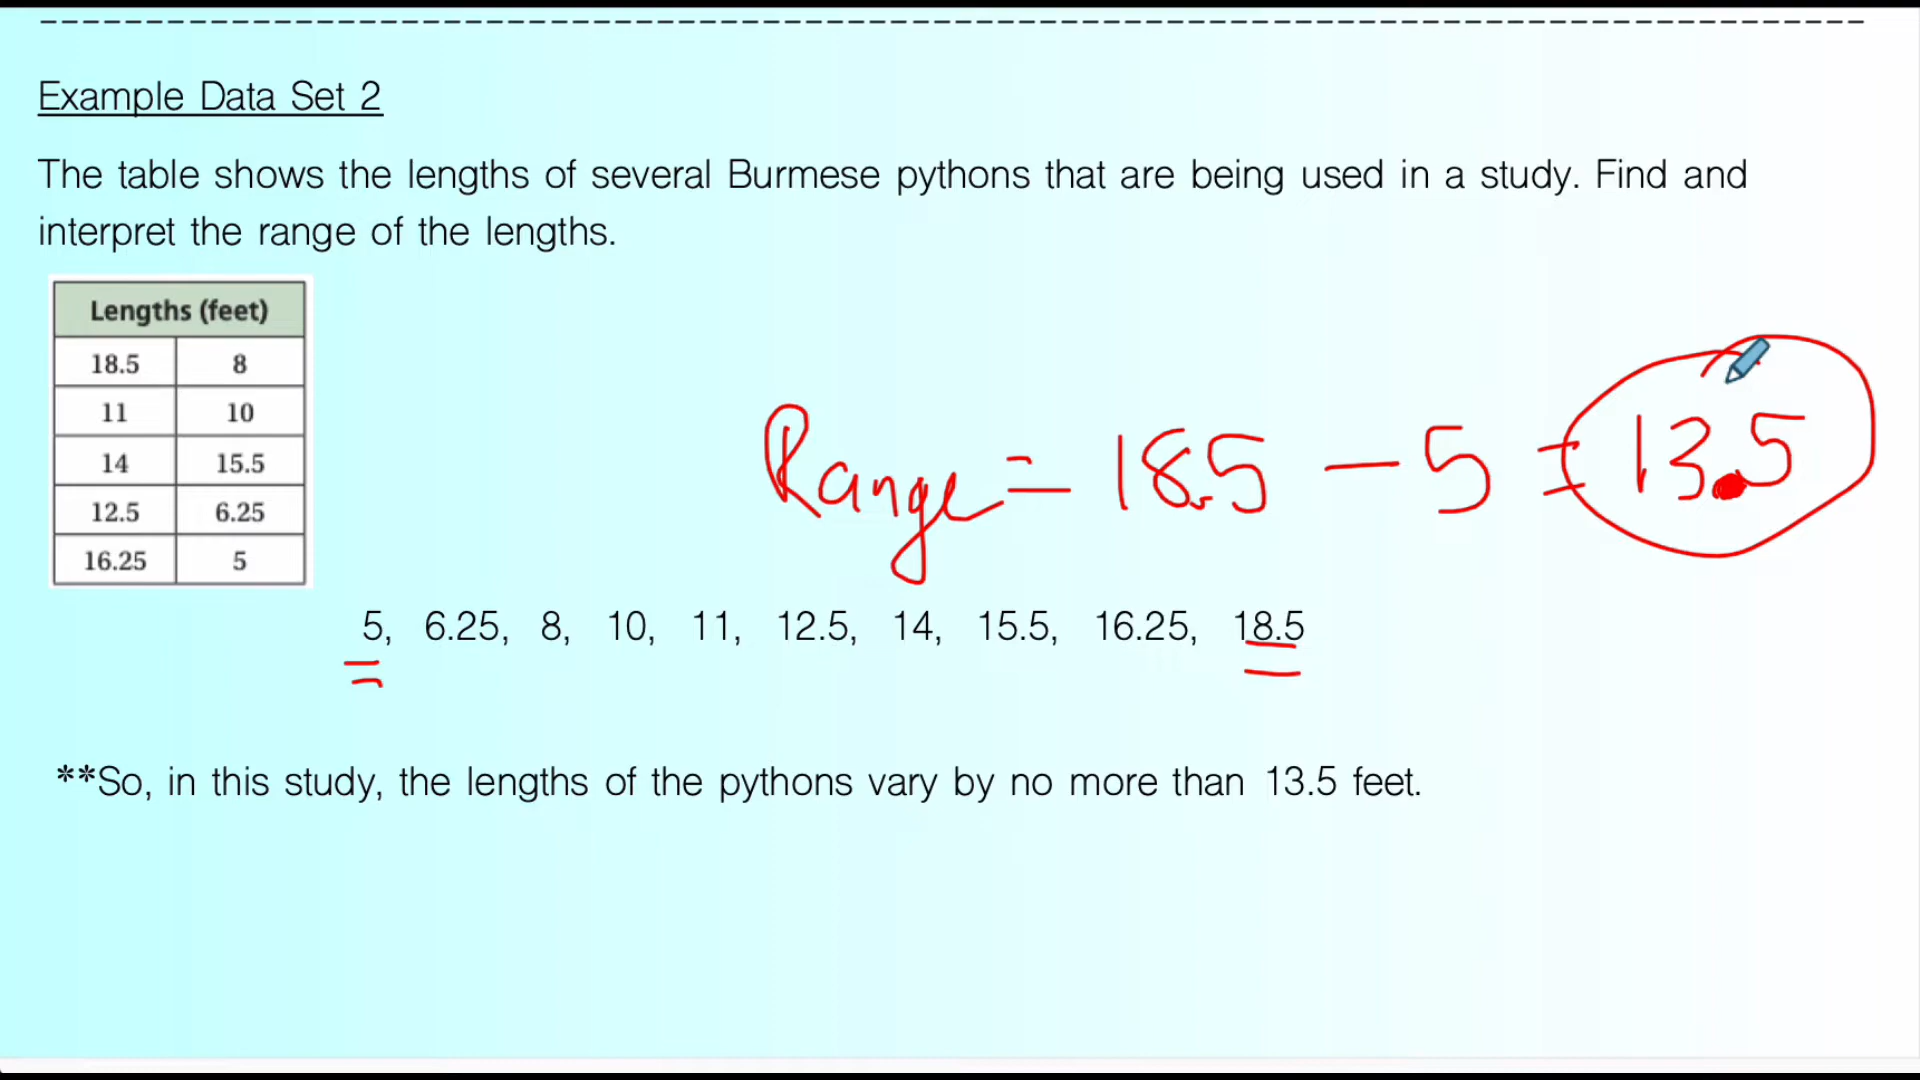 Example Data Set 2
The table shows the lengths of several Burmese pythons that are being used in a study. Find and
interpret the range of the lengths.
Lengths (feet)
18.5 8
11 10
14 15.5
12.5 6.25
16.25 5
Range = 18.5 - 5 = 13.5
5, 6.25, 8, 10, 11, 12.5, 14, 15.5, 16.25, 18.5
**So, in this study, the lengths of the pythons vary by no more than 13.5 feet.